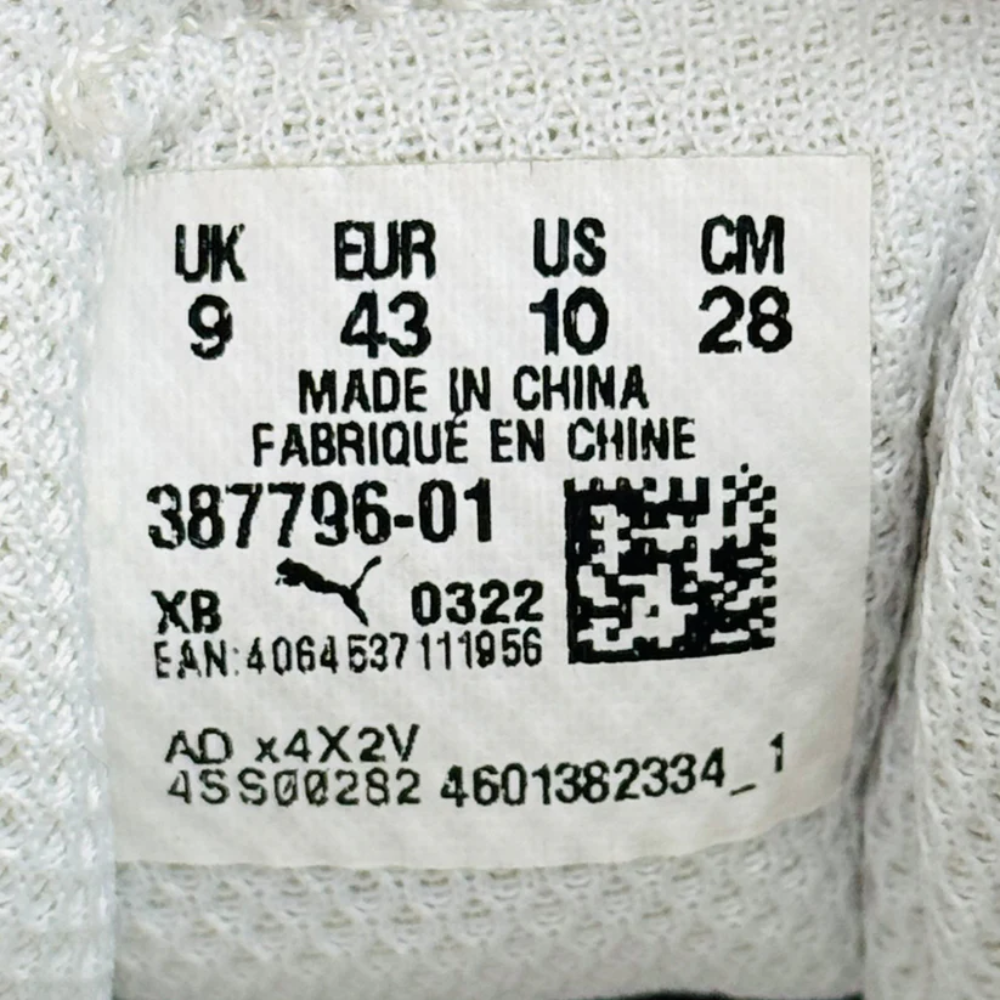 UK EUR US CM
9 43 10 28
MADE IN CHINA
FABRIQUÉ EN CHINE
387796-01
XB 0322
EAN:4064537111956
AD x4X2V
4SS00282 4601382334_1